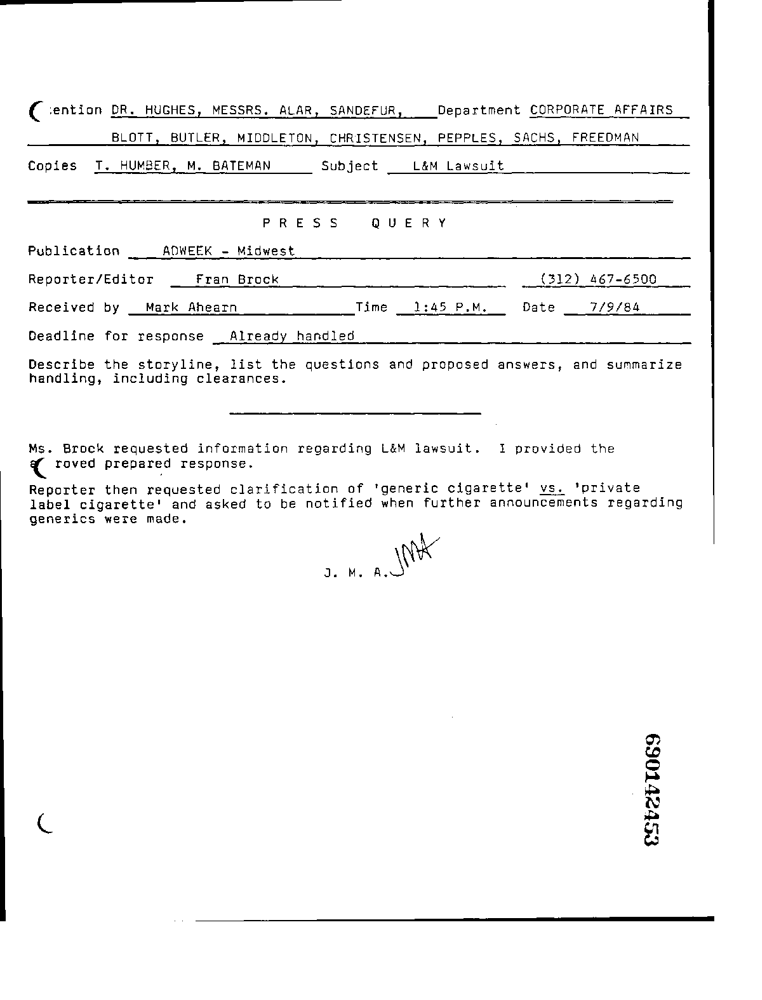 DR. HUGHES, MESSRS. ALAR, SANDEFUR, Department CORPORATE AFFAIRS
BLOTT, BUTLER, MIDDLETON, CHRISTENSEN, PEPPLES, SACHS, FREEDMAN
Copies T. HUMBER, M. BATEMAN Subject L&M Lawsuit
PRESS QUERY
Publication ADWEEK - Midwest
Reporter/Editor Fran Brock (312) 467-6500
Received by Mark Ahearn Time 1:45 P.M. Date 7/9/84
Deadline for response Already handled
Describe the storyline, list the questions and proposed answers, and summarize
handling, including clearances.
Ms. Brock requested information regarding L&M lawsuit. I provided the
roved prepared response.
Reporter then requested clarification of 'generic cigarette' vs. 'private
label cigarette' and asked to be notified when further announcements regarding
generics were made.
J. M. A. JMA
690142453